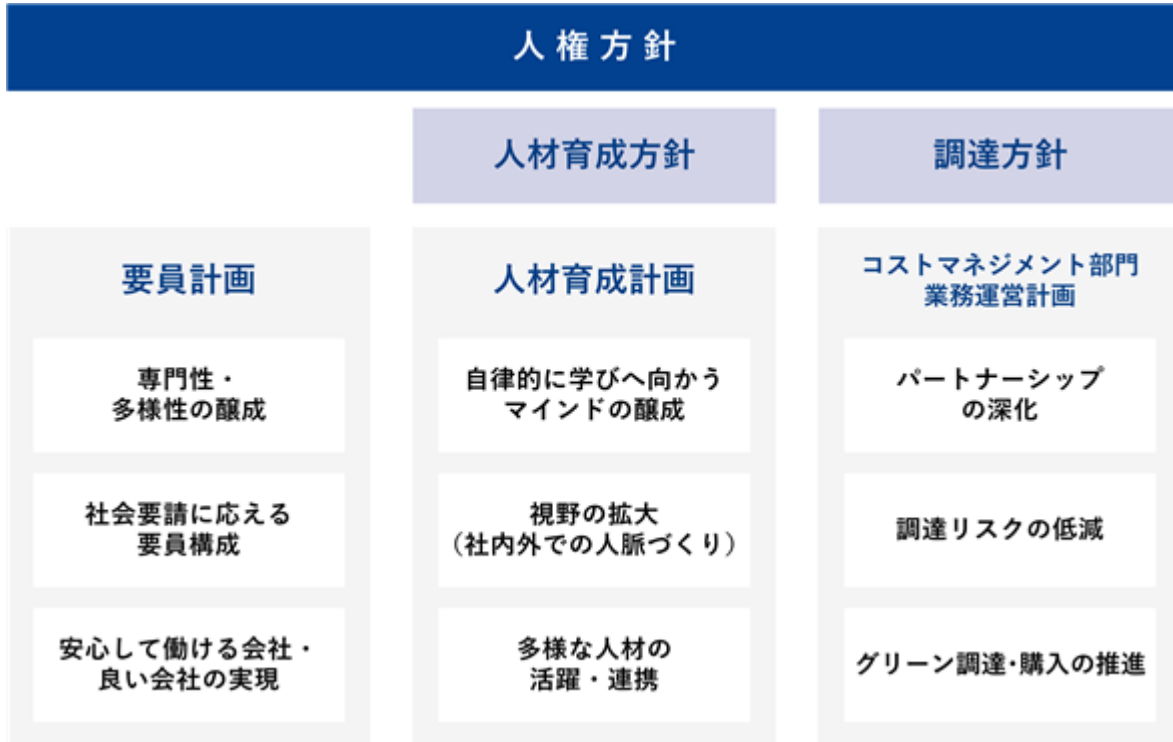 人権方針
人材育成方針
調達方針
要員計画
専門性・
多様性の醸成
社会要請に応える
要員構成
安心して働ける会社・
良い会社の実現
人材育成計画
自律的に学びへ向かう
マインドの醸成
視野の拡大
（社内外での人脈づくり）
多様な人材の
活躍・連携
コストマネジメント部門
業務運営計画
パートナーシップ
の深化
調達リスクの低減
グリーン調達・購入の推進